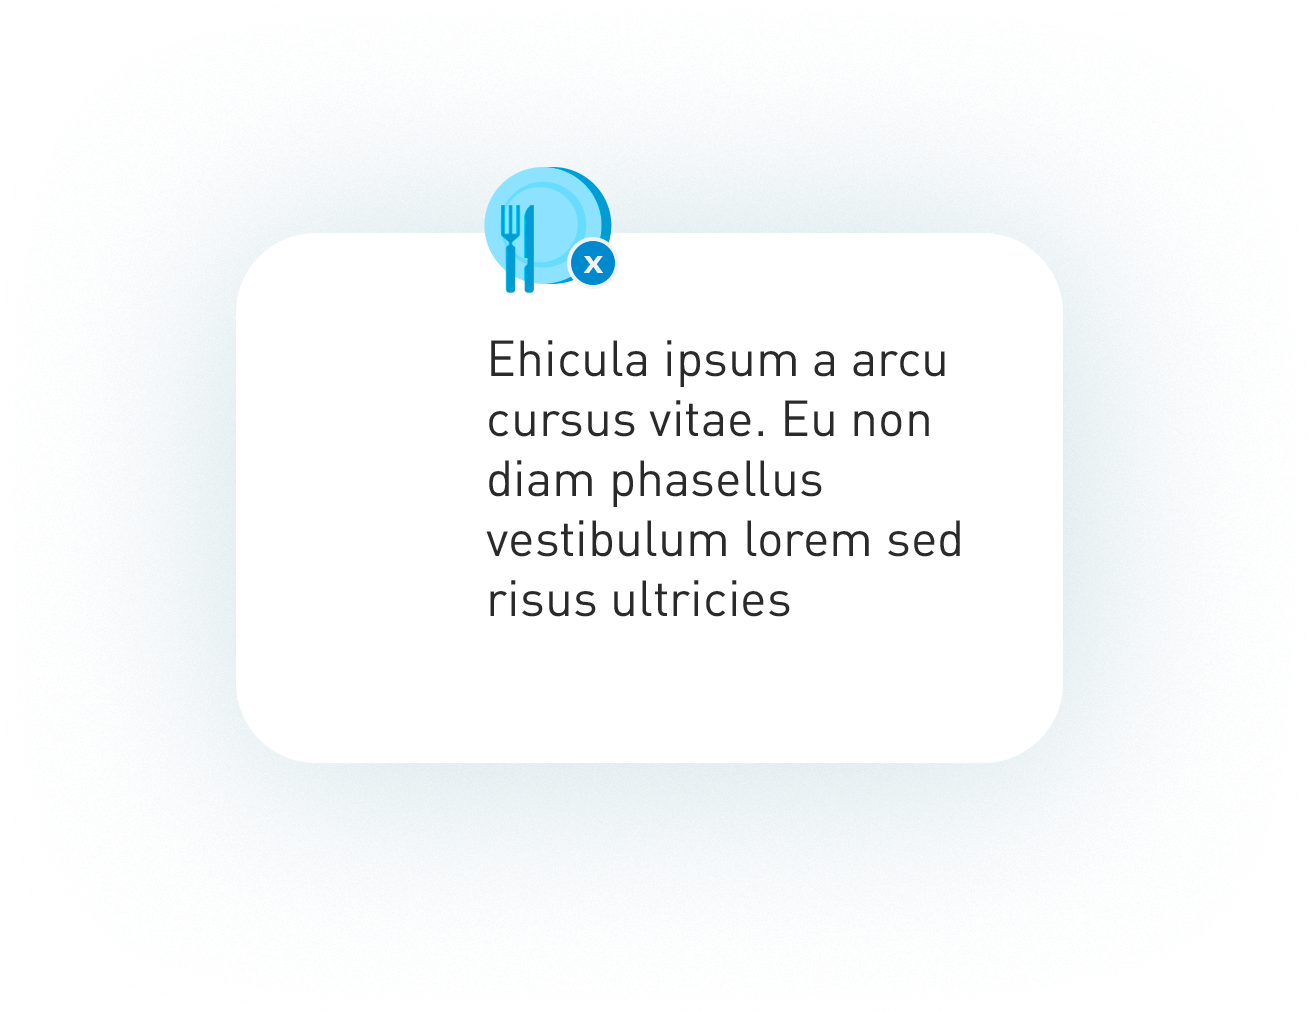 x
Ehicula ipsum a arcu
cursus vitae. Eu non
diam phasellus
vestibulum lorem sed
risus ultricies